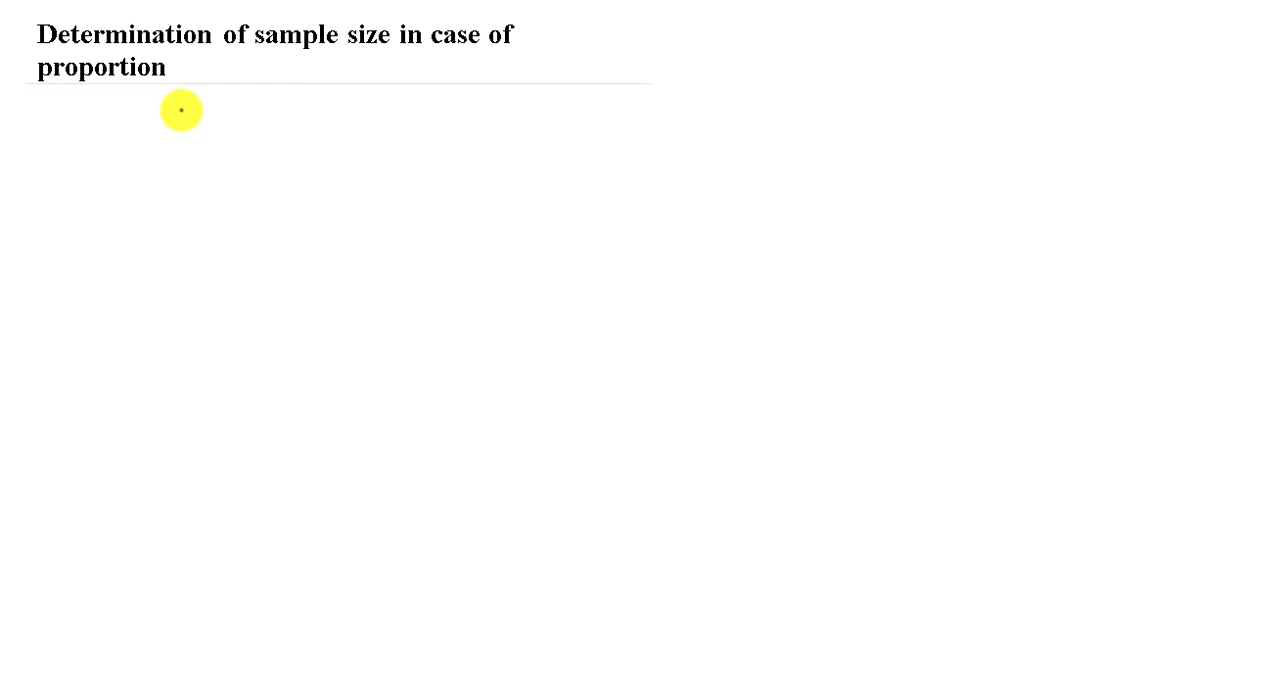 Determination of sample size in case of
proportion